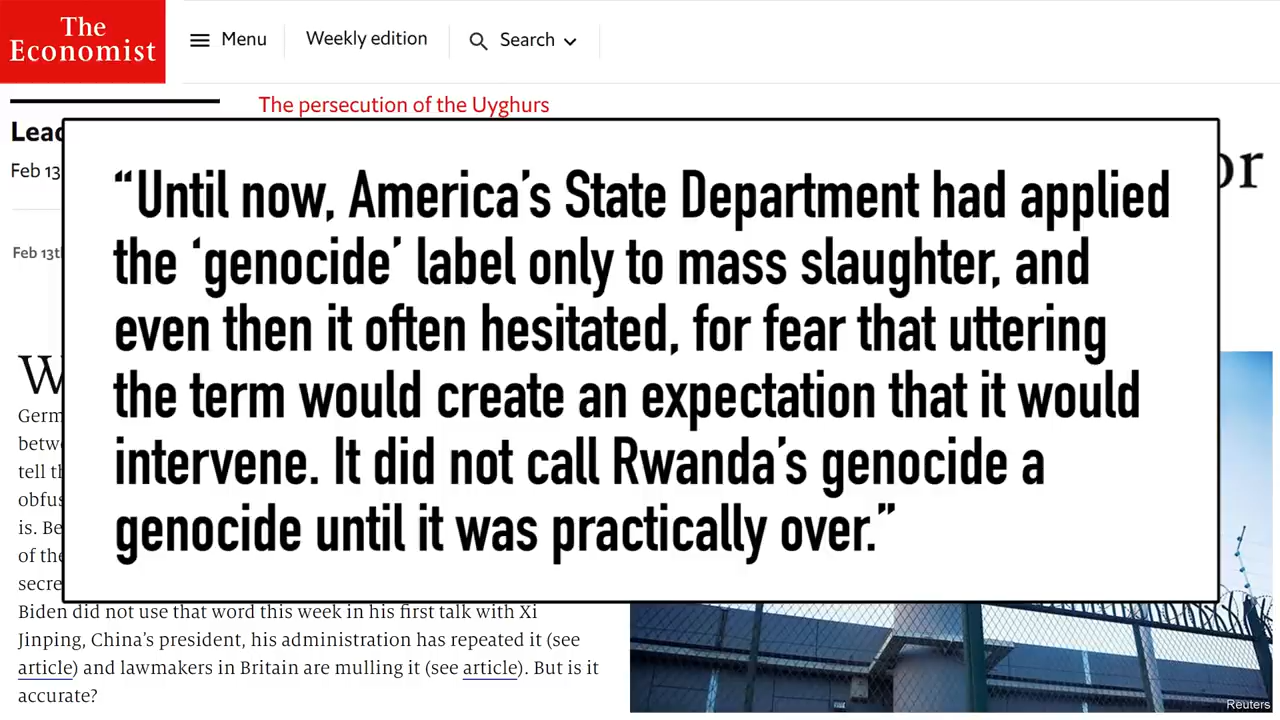 The
Economist
Menu
Weekly edition
Search
The persecution of the Uyghurs
Feb 13
“Until now, America’s State Department had applied
the ‘genocide’ label only to mass slaughter, and
even then it often hesitated, for fear that uttering
the term would create an expectation that it would
intervene. It did not call Rwanda’s genocide a
genocide until it was practically over.”
is.
of the
Biden did not use that word this week in his first talk with Xi
Jinping, China’s president, his administration has repeated it (see
article) and lawmakers in Britain are mulling it (see article). But is it
accurate?
Reuters